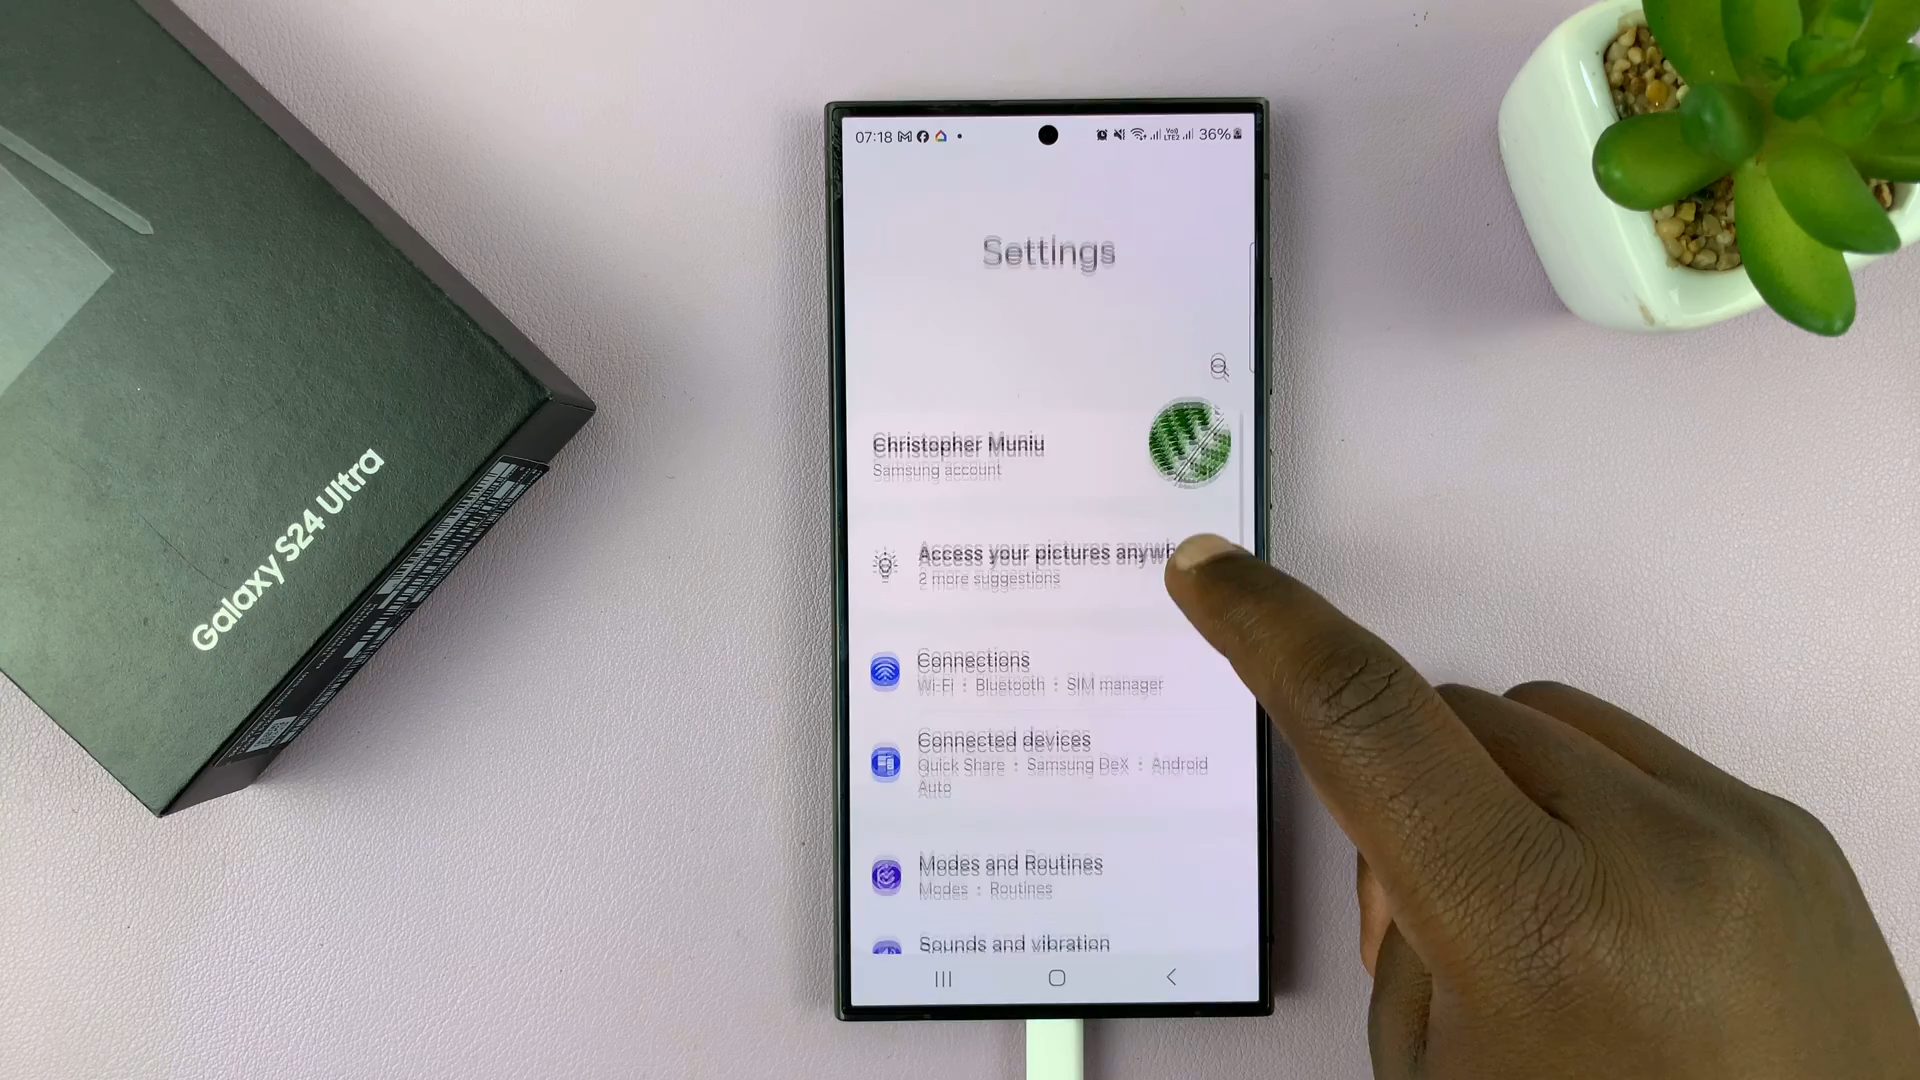 Galaxy S24 Ultra
07:18
36%
Settings
Christopher Muniu
Samsung account
Access your pictures anywh
2 more suggestions
Connections
Wi-Fi : Bluetooth : SIM manager
Connected devices
Quick Share : Samsung DeX : Android
Auto
Modes and Routines
Modes : Routines
Sounds and vibration